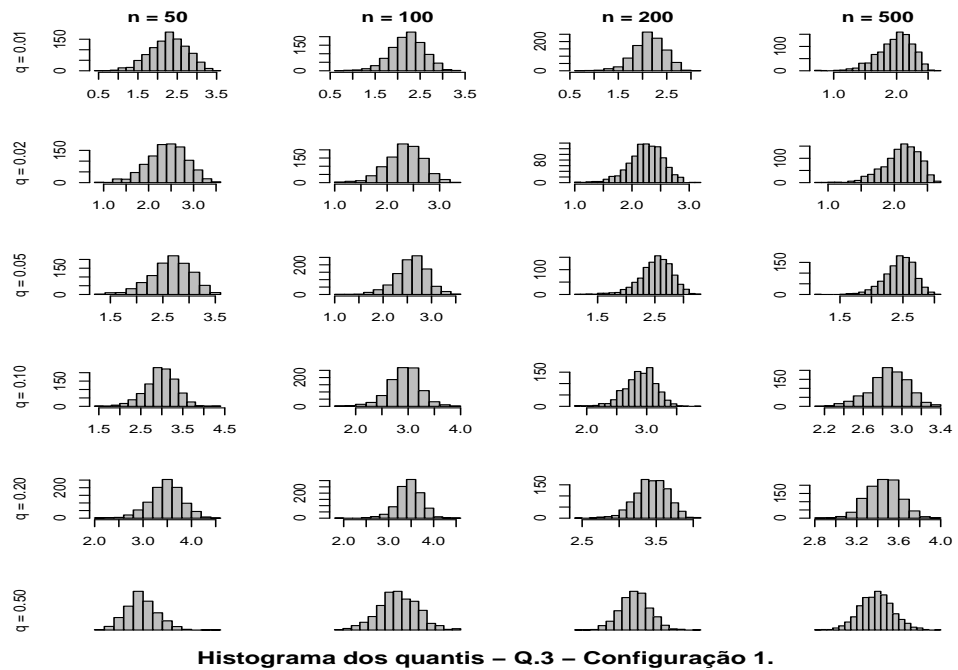 n = 50 n = 100 n = 200 n = 500
q = 0.01
0 150
0.5 1.5 2.5 3.5
0 150
0.5 1.5 2.5 3.5
0 200
0.5 1.5 2.5
0 100
1.0 2.0
q = 0.02
0 150
1.0 2.0 3.0
0 150
1.0 2.0 3.0
0 80
1.0 2.0 3.0
0 100
1.0 2.0
q = 0.05
0 150
1.5 2.5 3.5
0 200
1.0 2.0 3.0
0 100
1.5 2.5
0 150
1.5 2.5
q = 0.10
0 150
1.5 2.5 3.5 4.5
0 200
2.0 3.0 4.0
0 150
2.0 3.0
0 150
2.2 2.6 3.0 3.4
q = 0.20
0 200
2.0 3.0 4.0
0 200
2.0 3.0 4.0
0 150
2.5 3.5
0 150
2.8 3.2 3.6 4.0
q = 0.50
Histograma dos quantis – Q.3 – Configuração 1.